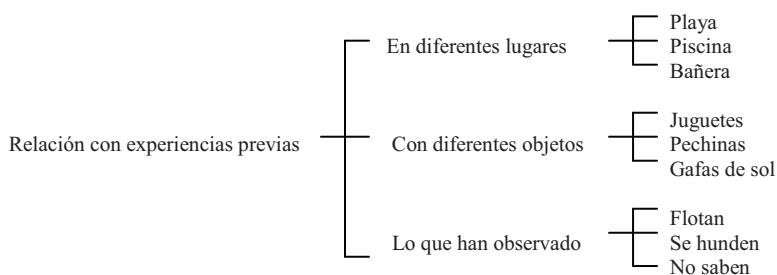 Relación con experiencias previas
En diferentes lugares
Playa
Piscina
Bañera
Con diferentes objetos
Juguetes
Pechinas
Gafas de sol
Lo que han observado
Flotan
Se hunden
No saben